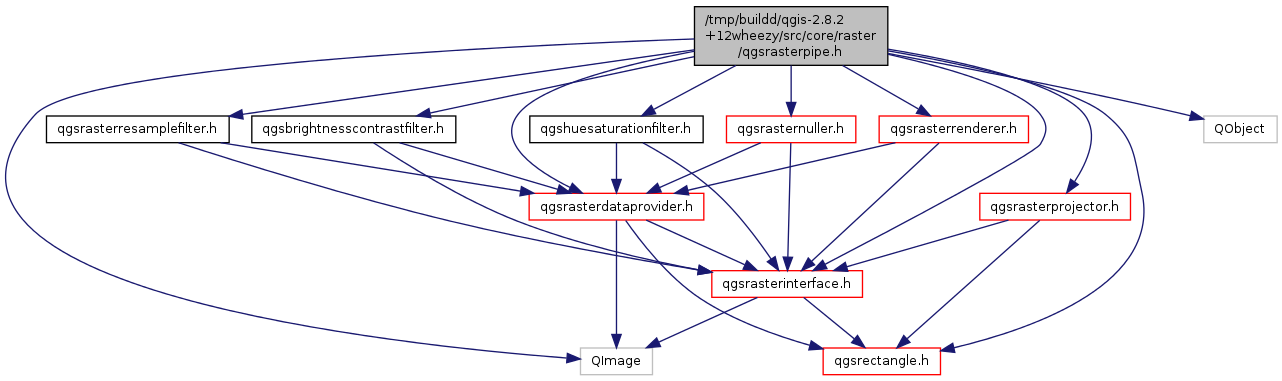 /tmp/buildd/qgis-2.8.2
+12wheezy/src/core/raster
/qgsrasterpipe.h
qgsrasterresamplefilter.h
qgsbrightnesscontrastfilter.h
qgshuesaturationfilter.h
qgsrasternuller.h
qgsrasterrenderer.h
QObject
qgsrasterdataprovider.h
qgsrasterprojector.h
qgsrasterinterface.h
QImage
qgsrectangle.h